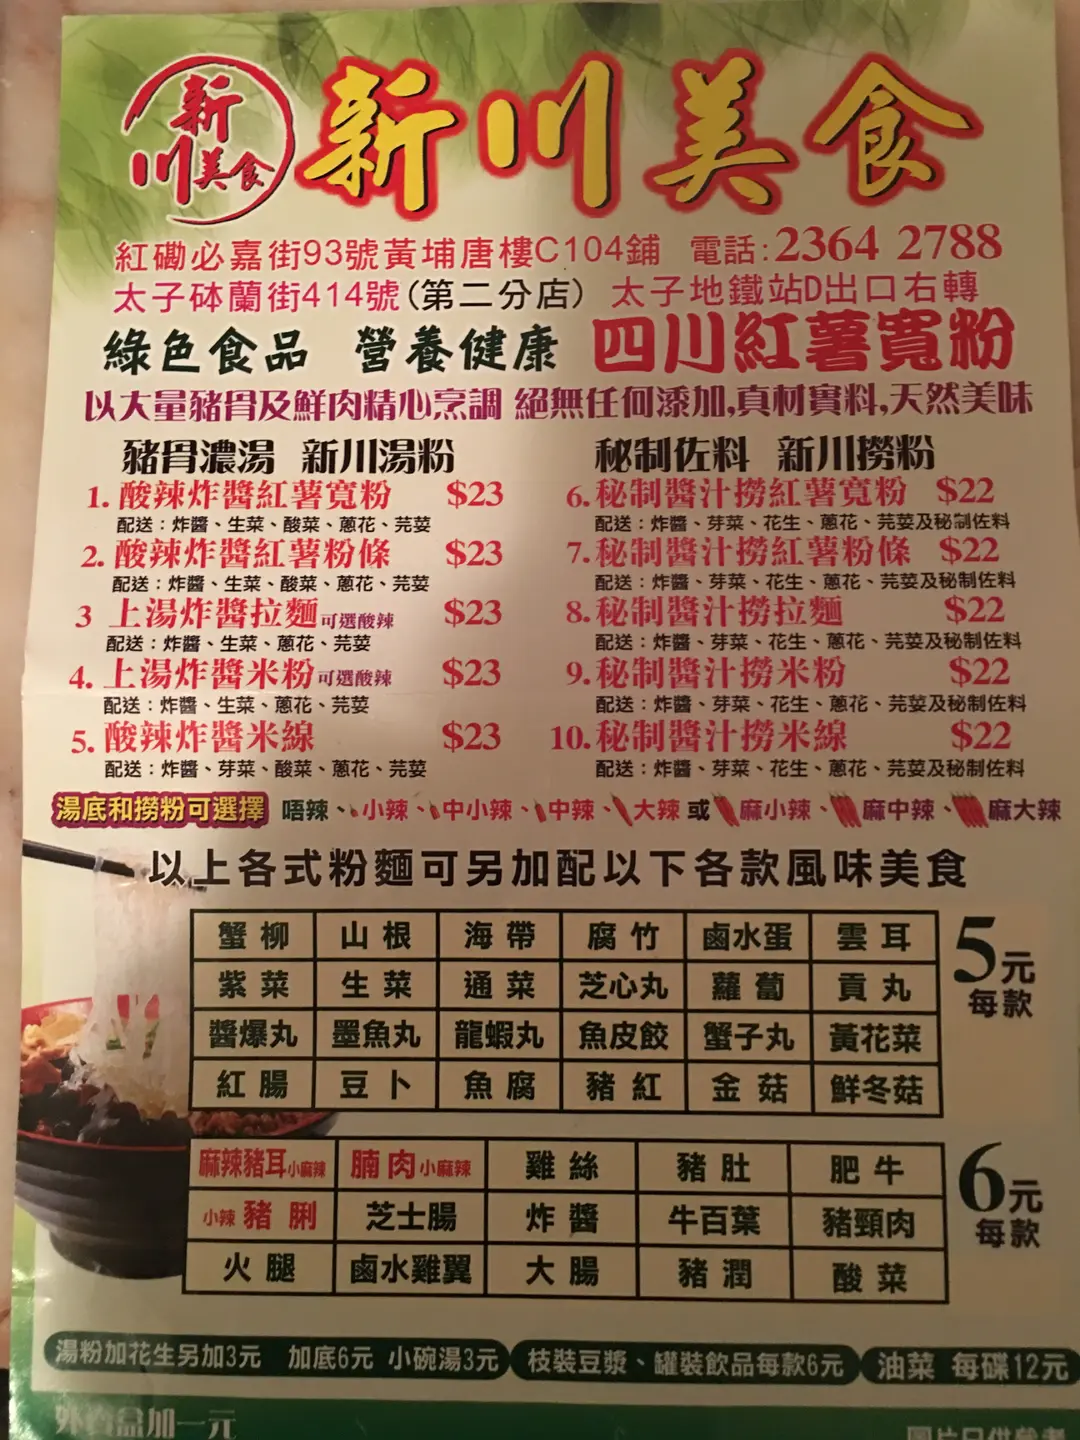 新川美食
新川美食
紅磡必嘉街93號黃埔唐樓C104鋪 電話:2364 2788
太子砵蘭街414號(第二分店) 太子地鐵站D出口右轉
綠色食品 營養健康 四川紅薯寬粉
以大量豬骨及鮮肉精心烹調 絕無任何添加,真材實料,天然美味
豬骨濃湯 新川湯粉
1. 酸辣炸醬紅薯寬粉 $23
配送：炸醬、生菜、酸菜、蔥花、芫荽
2. 酸辣炸醬紅薯粉條 $23
配送：炸醬、生菜、酸菜、蔥花、芫荽
3 上湯炸醬拉麵可選酸辣 $23
配送：炸醬、生菜、蔥花、芫荽
4. 上湯炸醬米粉可選酸辣 $23
配送：炸醬、生菜、蔥花、芫荽
5. 酸辣炸醬米線 $23
配送：炸醬、芽菜、酸菜、蔥花、芫荽
秘制佐料 新川撈粉
6. 秘制醬汁撈紅薯寬粉 $22
配送：炸醬、芽菜、花生、蔥花、芫荽及秘制佐料
7. 秘制醬汁撈紅薯粉條 $22
配送：炸醬、芽菜、花生、蔥花、芫荽及秘制佐料
8. 秘制醬汁撈拉麵 $22
配送：炸醬、芽菜、花生、蔥花、芫荽及秘制佐料
9. 秘制醬汁撈米粉 $22
配送：炸醬、芽菜、花生、蔥花、芫荽及秘制佐料
10. 秘制醬汁撈米線 $22
配送：炸醬、芽菜、花生、蔥花、芫荽及秘制佐料
湯底和撈粉可選擇 唔辣、小辣、中小辣、中辣、大辣 或 麻小辣、麻中辣、麻大辣
以上各式粉麵可另加配以下各款風味美食
蟹柳 山根 海帶 腐竹 鹵水蛋 雲耳
紫菜 生菜 通菜 芝心丸 蘿蔔 貢丸
醬爆丸 墨魚丸 龍蝦丸 魚皮餃 蟹子丸 黃花菜
紅腸 豆卜 魚腐 豬紅 金菇 鮮冬菇
5元
每款
麻辣豬耳小麻辣 腩肉小麻辣 雞絲 豬肚 肥牛
小辣豬脷 芝士腸 炸醬 牛百葉 豬頸肉
火腿 鹵水雞翼 大腸 豬潤 酸菜
6元
每款
湯粉加花生另加3元 加底6元 小碗湯3元 枝裝豆漿、罐裝飲品每款6元 油菜 每碟12元
外賣盒加一元
圖片只供參考